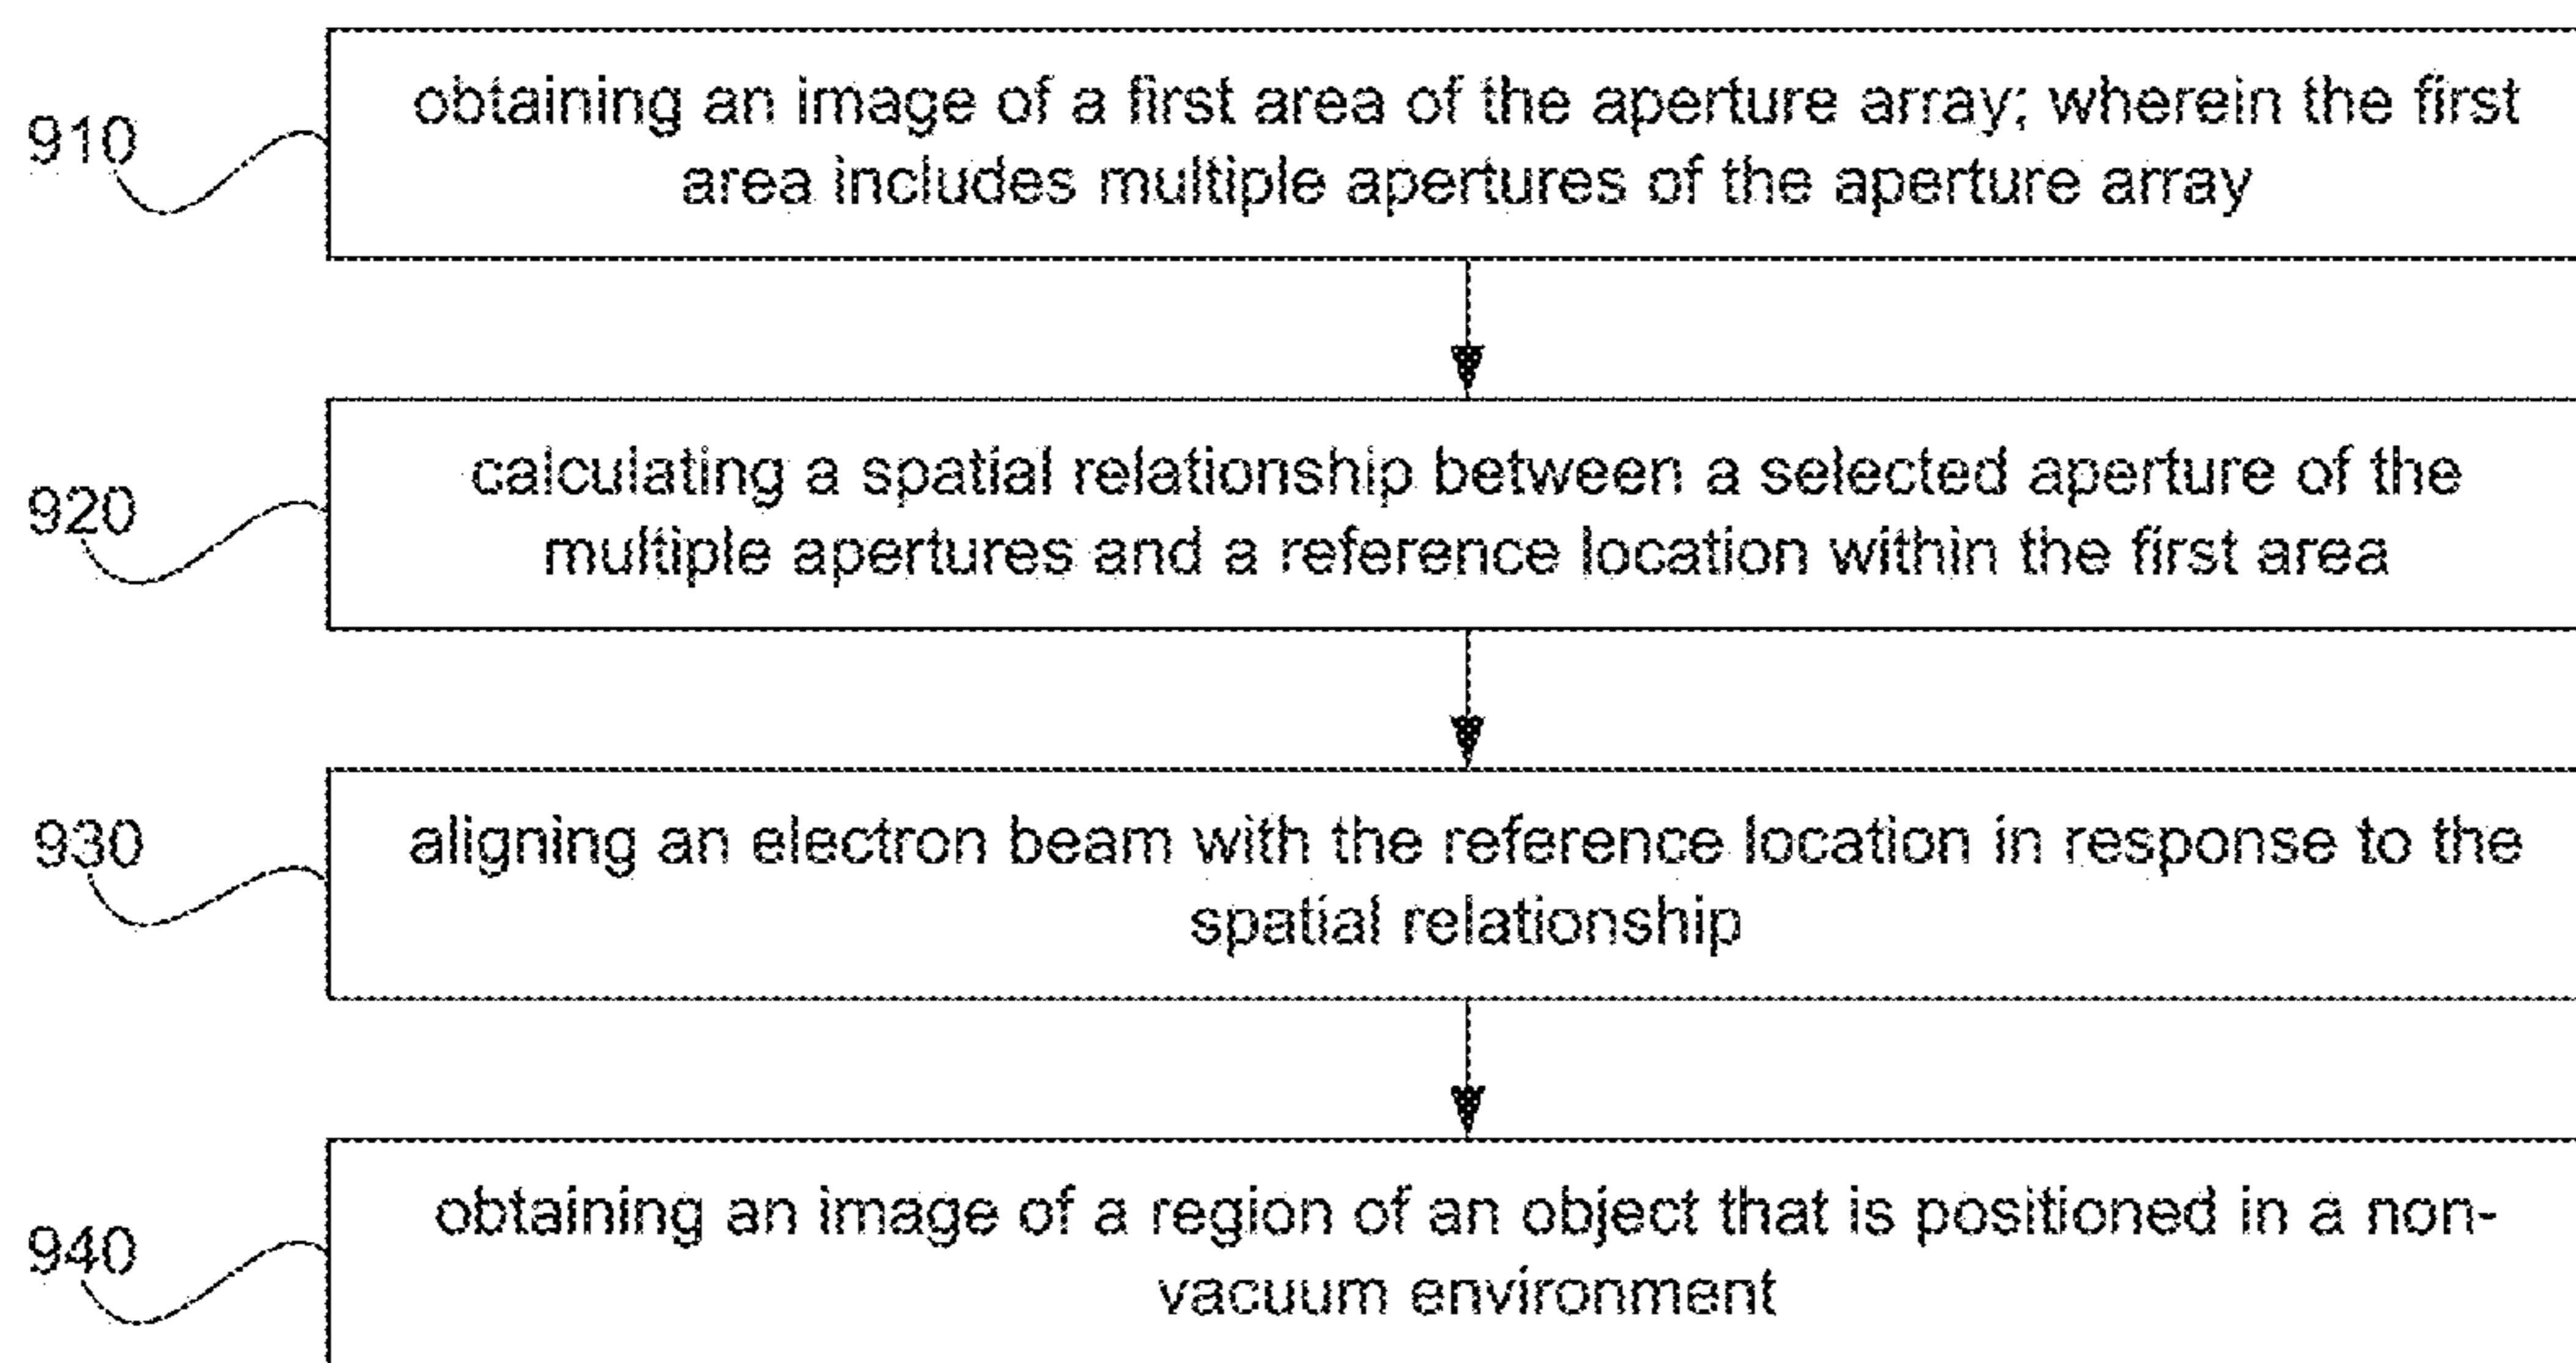 910
obtaining an image of a first area of the aperture array; wherein the first
area includes multiple apertures of the aperture array
920
calculating a spatial relationship between a selected aperture of the
multiple apertures and a reference location within the first area
930
aligning an electron beam with the reference location in response to the
spatial relationship
940
obtaining an image of a region of an object that is positioned in a non-
vacuum environment